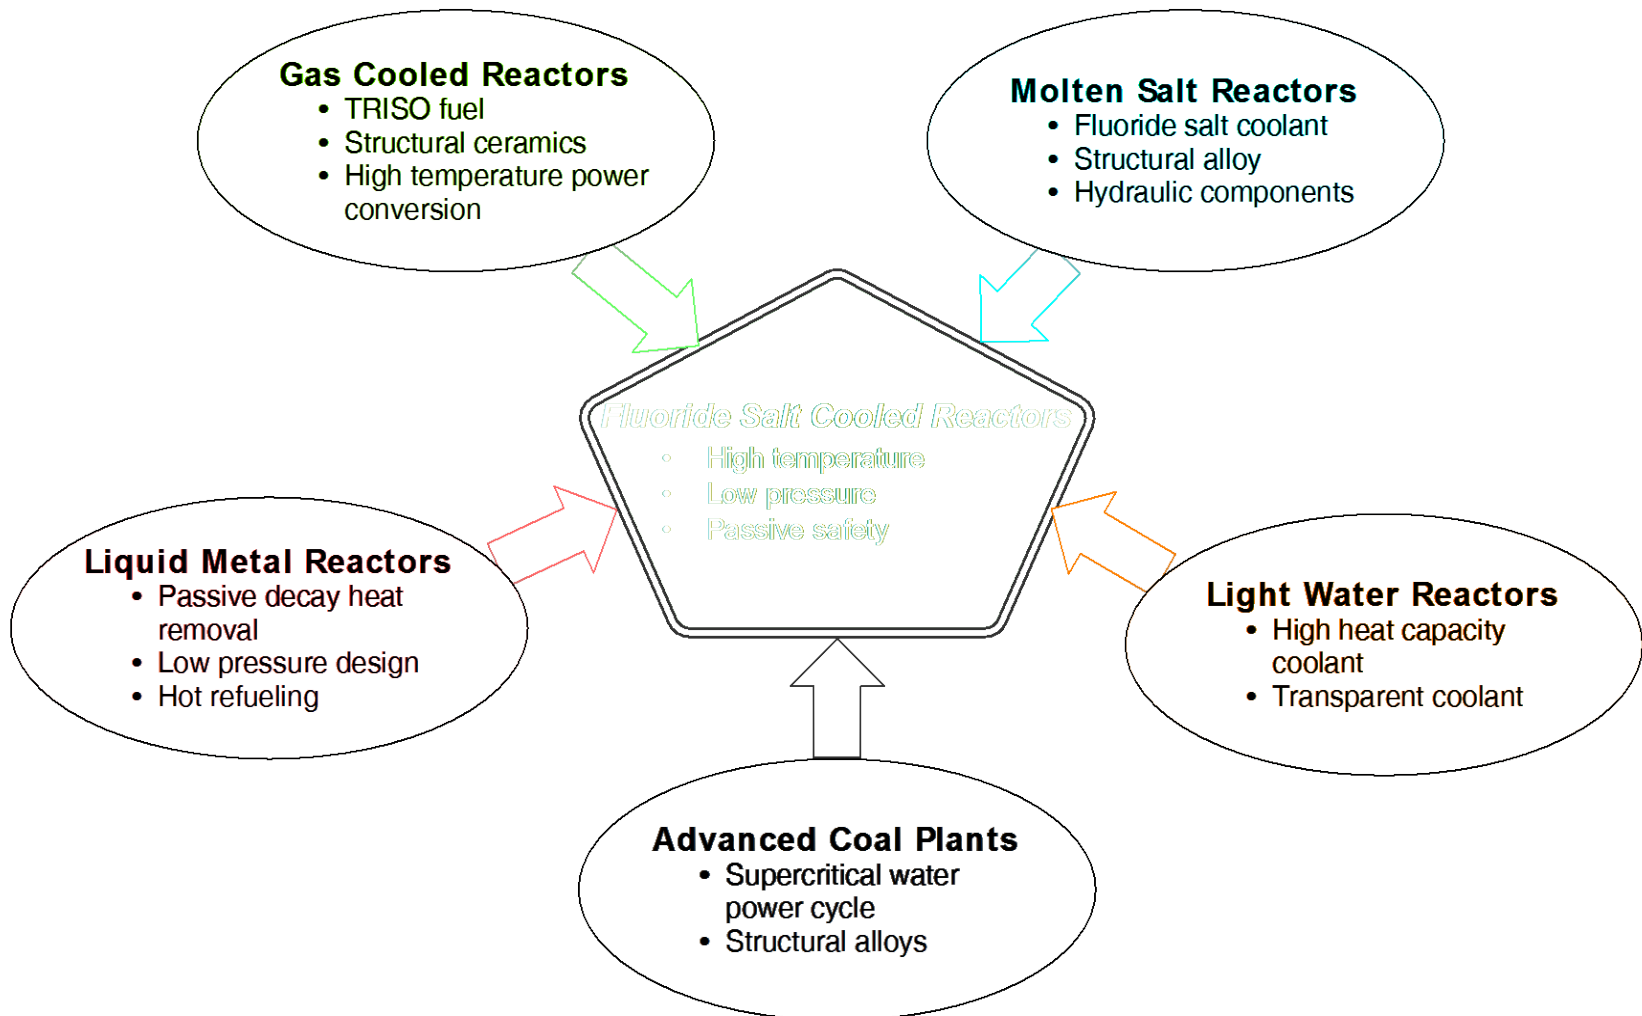 Gas Cooled Reactors
• TRISO fuel
• Structural ceramics
• High temperature power
conversion
Molten Salt Reactors
• Fluoride salt coolant
• Structural alloy
• Hydraulic components
Fluoride Salt Cooled Reactors
• High temperature
• Low pressure
• Passive safety
Liquid Metal Reactors
• Passive decay heat
removal
• Low pressure design
• Hot refueling
Light Water Reactors
• High heat capacity
coolant
• Transparent coolant
Advanced Coal Plants
• Supercritical water
power cycle
• Structural alloys